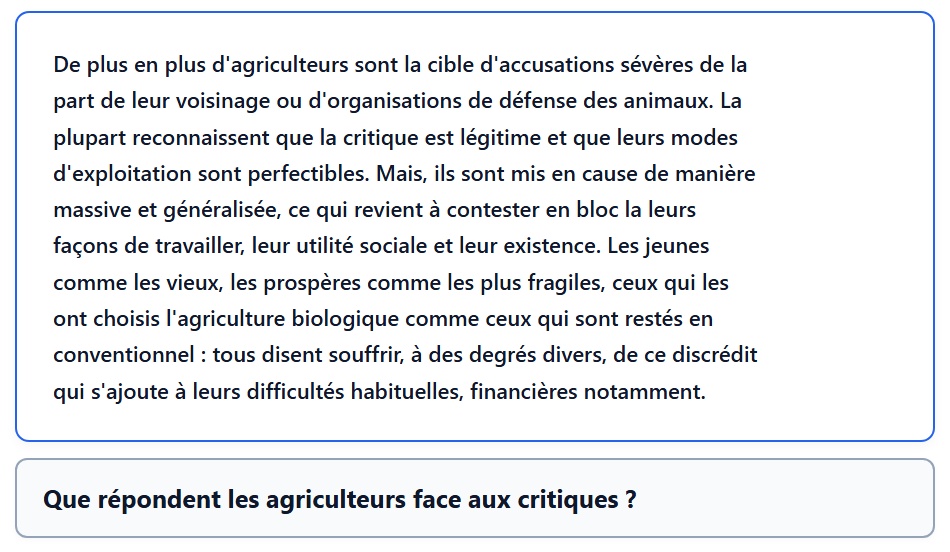 De plus en plus d'agriculteurs sont la cible d'accusations sévères de la
part de leur voisinage ou d'organisations de défense des animaux. La
plupart reconnaissent que la critique est légitime et que leurs modes
d'exploitation sont perfectibles. Mais, ils sont mis en cause de manière
massive et généralisée, ce qui revient à contester en bloc la leurs
façons de travailler, leur utilité sociale et leur existence. Les jeunes
comme les vieux, les prospères comme les plus fragiles, ceux qui les
ont choisis l'agriculture biologique comme ceux qui sont restés en
conventionnel : tous disent souffrir, à des degrés divers, de ce discrédit
qui s'ajoute à leurs difficultés habituelles, financières notamment.
Que répondent les agriculteurs face aux critiques ?